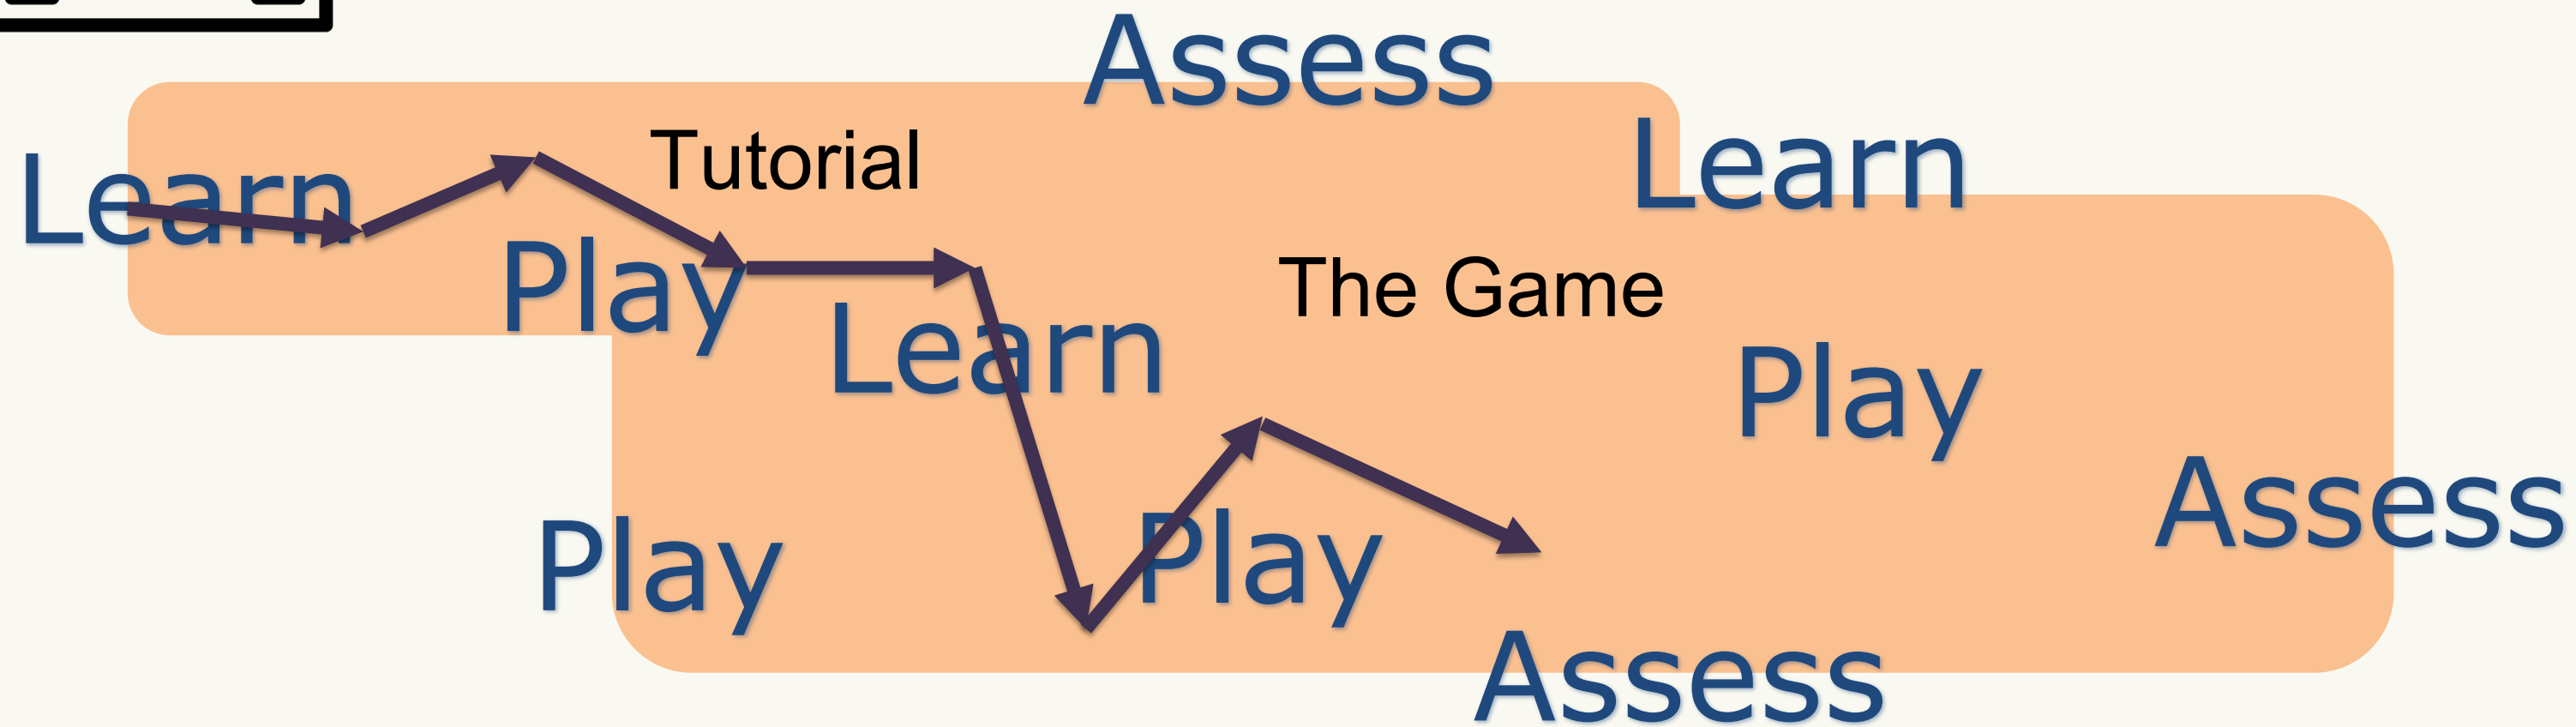 Assess
Learn
Tutorial
Learn
Play
The Game
Learn
Play
Assess
Play
Play
Assess